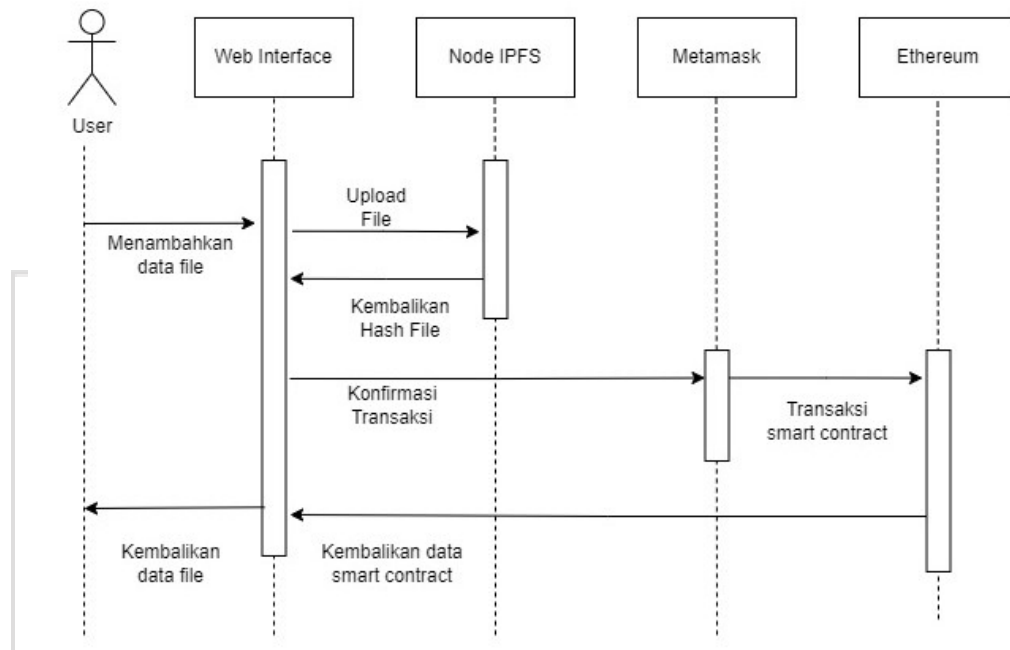 User
Web Interface
Node IPFS
Metamask
Ethereum
Menambahkan
data file
Upload
File
Kembalikan
Hash File
Konfirmasi
Transaksi
Transaksi
smart contract
Kembalikan data
smart contract
Kembalikan
data file